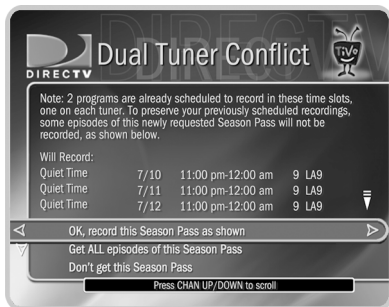 Dual Tuner Conflict
DIRECTV
TiVo
Note: 2 programs are already scheduled to record in these time slots,
one on each tuner. To preserve your previously scheduled recordings,
some episodes of this newly requested Season Pass will not be
recorded, as shown below.
Will Record:
Quiet Time 7/10 11:00 pm-12:00 am 9 LA9
Quiet Time 7/11 11:00 pm-12:00 am 9 LA9
Quiet Time 7/12 11:00 pm-12:00 am 9 LA9
OK, record this Season Pass as shown
Get ALL episodes of this Season Pass
Don't get this Season Pass
Press CHAN UP/DOWN to scroll